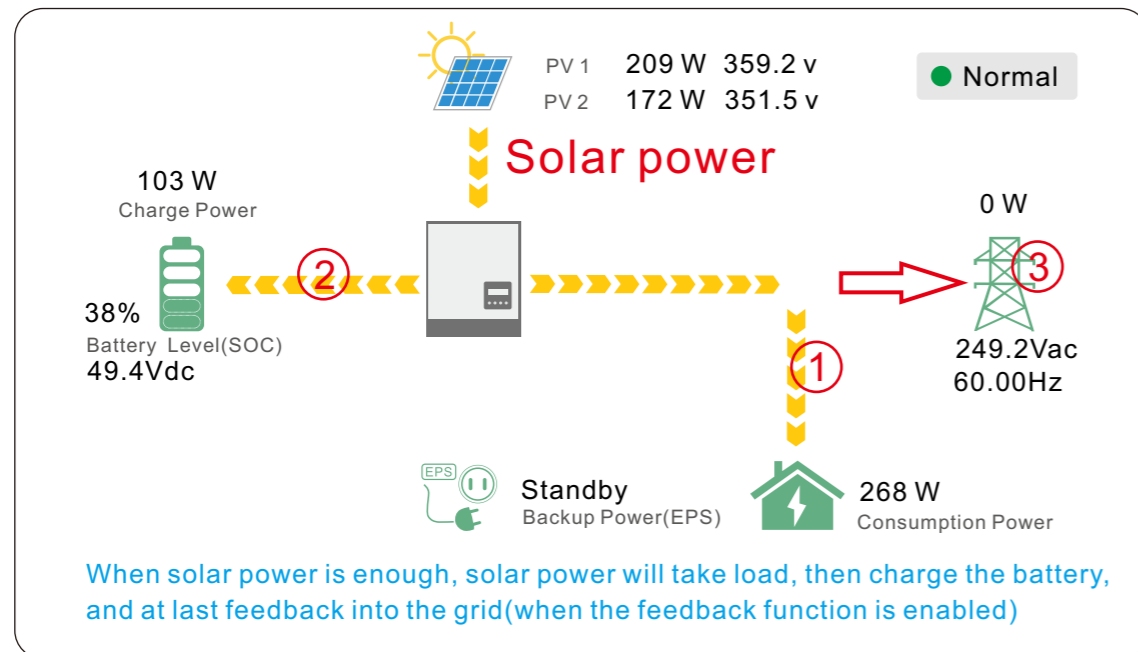 PV 1 209 W 359.2 v
PV 2 172 W 351.5 v
Normal
Solar power
103 W
Charge Power
0 W
②
③
38%
Battery Level(SOC)
49.4Vdc
249.2Vac
60.00Hz
①
EPS
Standby
Backup Power(EPS)
268 W
Consumption Power
When solar power is enough, solar power will take load, then charge the battery,
and at last feedback into the grid(when the feedback function is enabled)